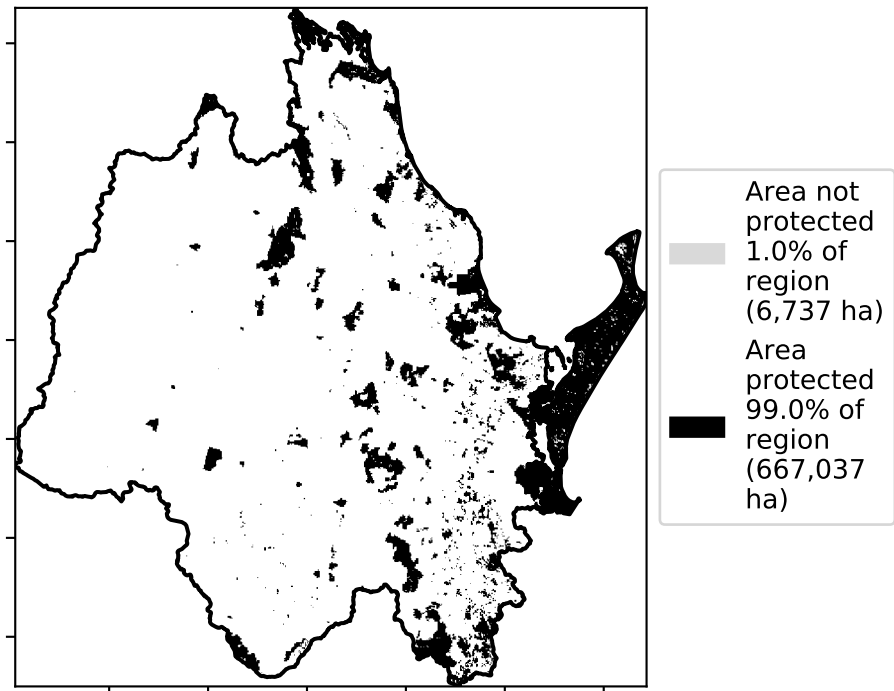 Area not
protected
1.0% of
region
(6,737 ha)
Area
protected
99.0% of
region
(667,037
ha)